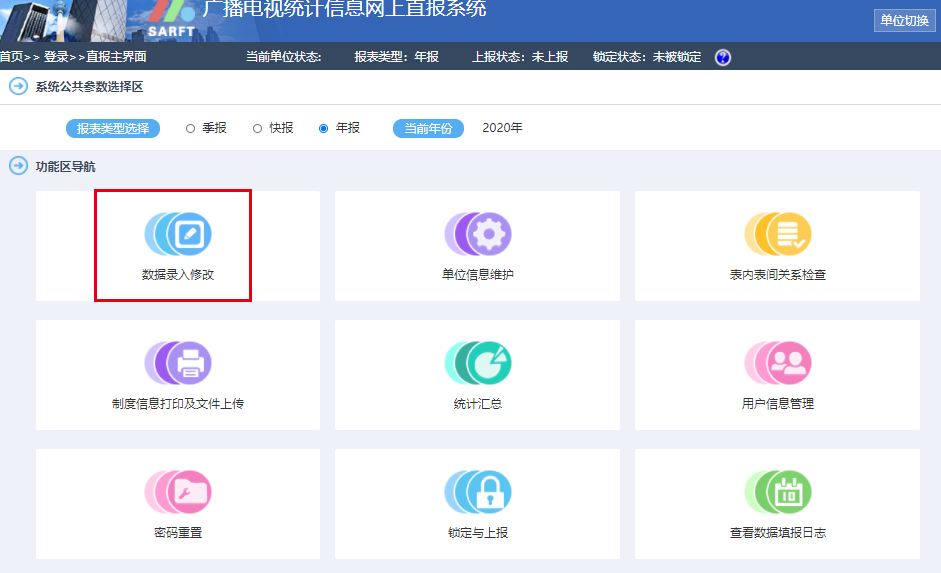 广播电视统计信息网上直报系统
SARFT
单位切换
首页>> 登录>>直报主界面 当前单位状态: 报表类型: 年报 上报状态: 未上报 锁定状态: 未被锁定 ?
系统公共参数选择区
报表类型选择 季报 快报 年报 当前年份 2020年
功能区导航
数据录入修改 单位信息维护 表内表间关系检查
制度信息打印及文件上传 统计汇总 用户信息管理
10
密码重置 锁定与上报 查看数据填报日志